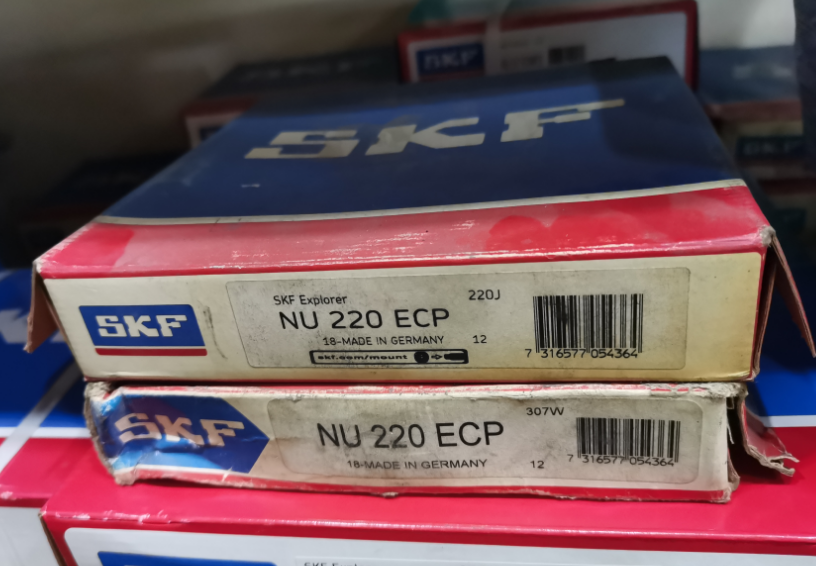 SKF
SKF
SKF
SKF Explorer
220J
NU 220 ECP
18-MADE IN GERMANY
12
skf.com/mount
7 316577 054364
SKF
307W
NU 220 ECP
18-MADE IN GERMANY
12
7 316577 054364